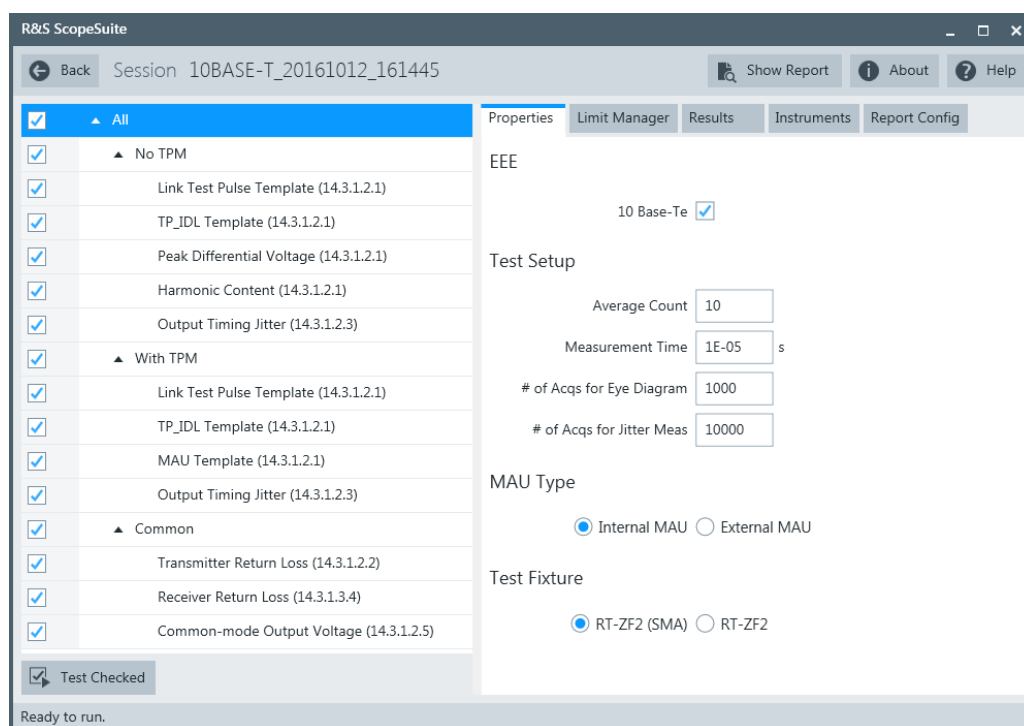 R&S ScopeSuite
Back Session 10BASE-T_20161012_161445 Show Report About Help
All
No TPM
Link Test Pulse Template (14.3.1.2.1)
TP_IDL Template (14.3.1.2.1)
Peak Differential Voltage (14.3.1.2.1)
Harmonic Content (14.3.1.2.1)
Output Timing Jitter (14.3.1.2.3)
With TPM
Link Test Pulse Template (14.3.1.2.1)
TP_IDL Template (14.3.1.2.1)
MAU Template (14.3.1.2.1)
Output Timing Jitter (14.3.1.2.3)
Common
Transmitter Return Loss (14.3.1.2.2)
Receiver Return Loss (14.3.1.3.4)
Common-mode Output Voltage (14.3.1.2.5)
Test Checked
Properties Limit Manager Results Instruments Report Config
EEE
10 Base-Te
Test Setup
Average Count 10
Measurement Time 1E-05 s
# of Acqs for Eye Diagram 1000
# of Acqs for Jitter Meas 10000
MAU Type
Internal MAU External MAU
Test Fixture
RT-ZF2 (SMA) RT-ZF2
Ready to run.